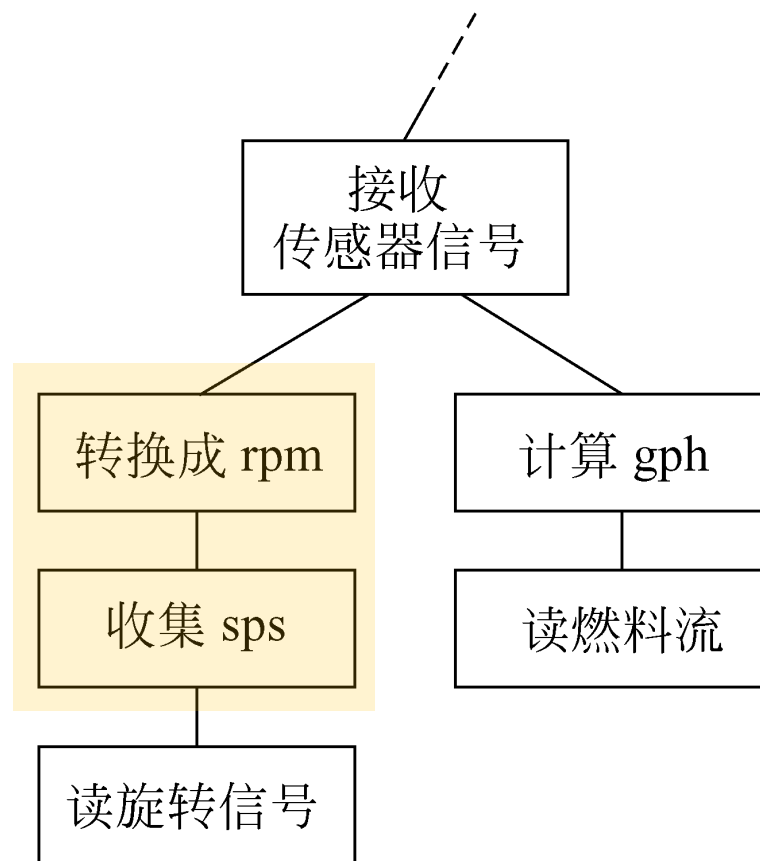 接收
传感器信号
转换成 rpm
计算 gph
收集 sps
读燃料流
读旋转信号